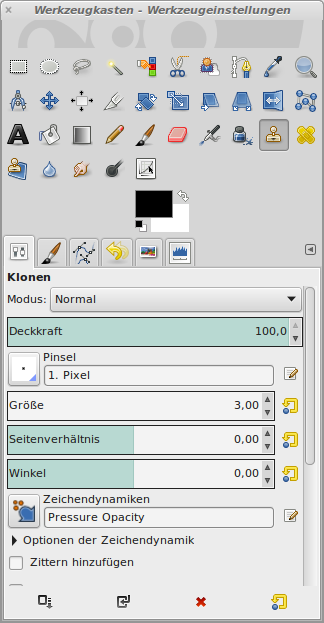 Werkzeugkasten - Werkzeugeinstellungen
Klonen
Modus: Normal
Deckkraft 100,0
Pinsel
1. Pixel
Größe 3,00
Seitenverhältnis 0,00
Winkel 0,00
Zeichendynamiken
Pressure Opacity
Optionen der Zeichendynamik
Zittern hinzufügen